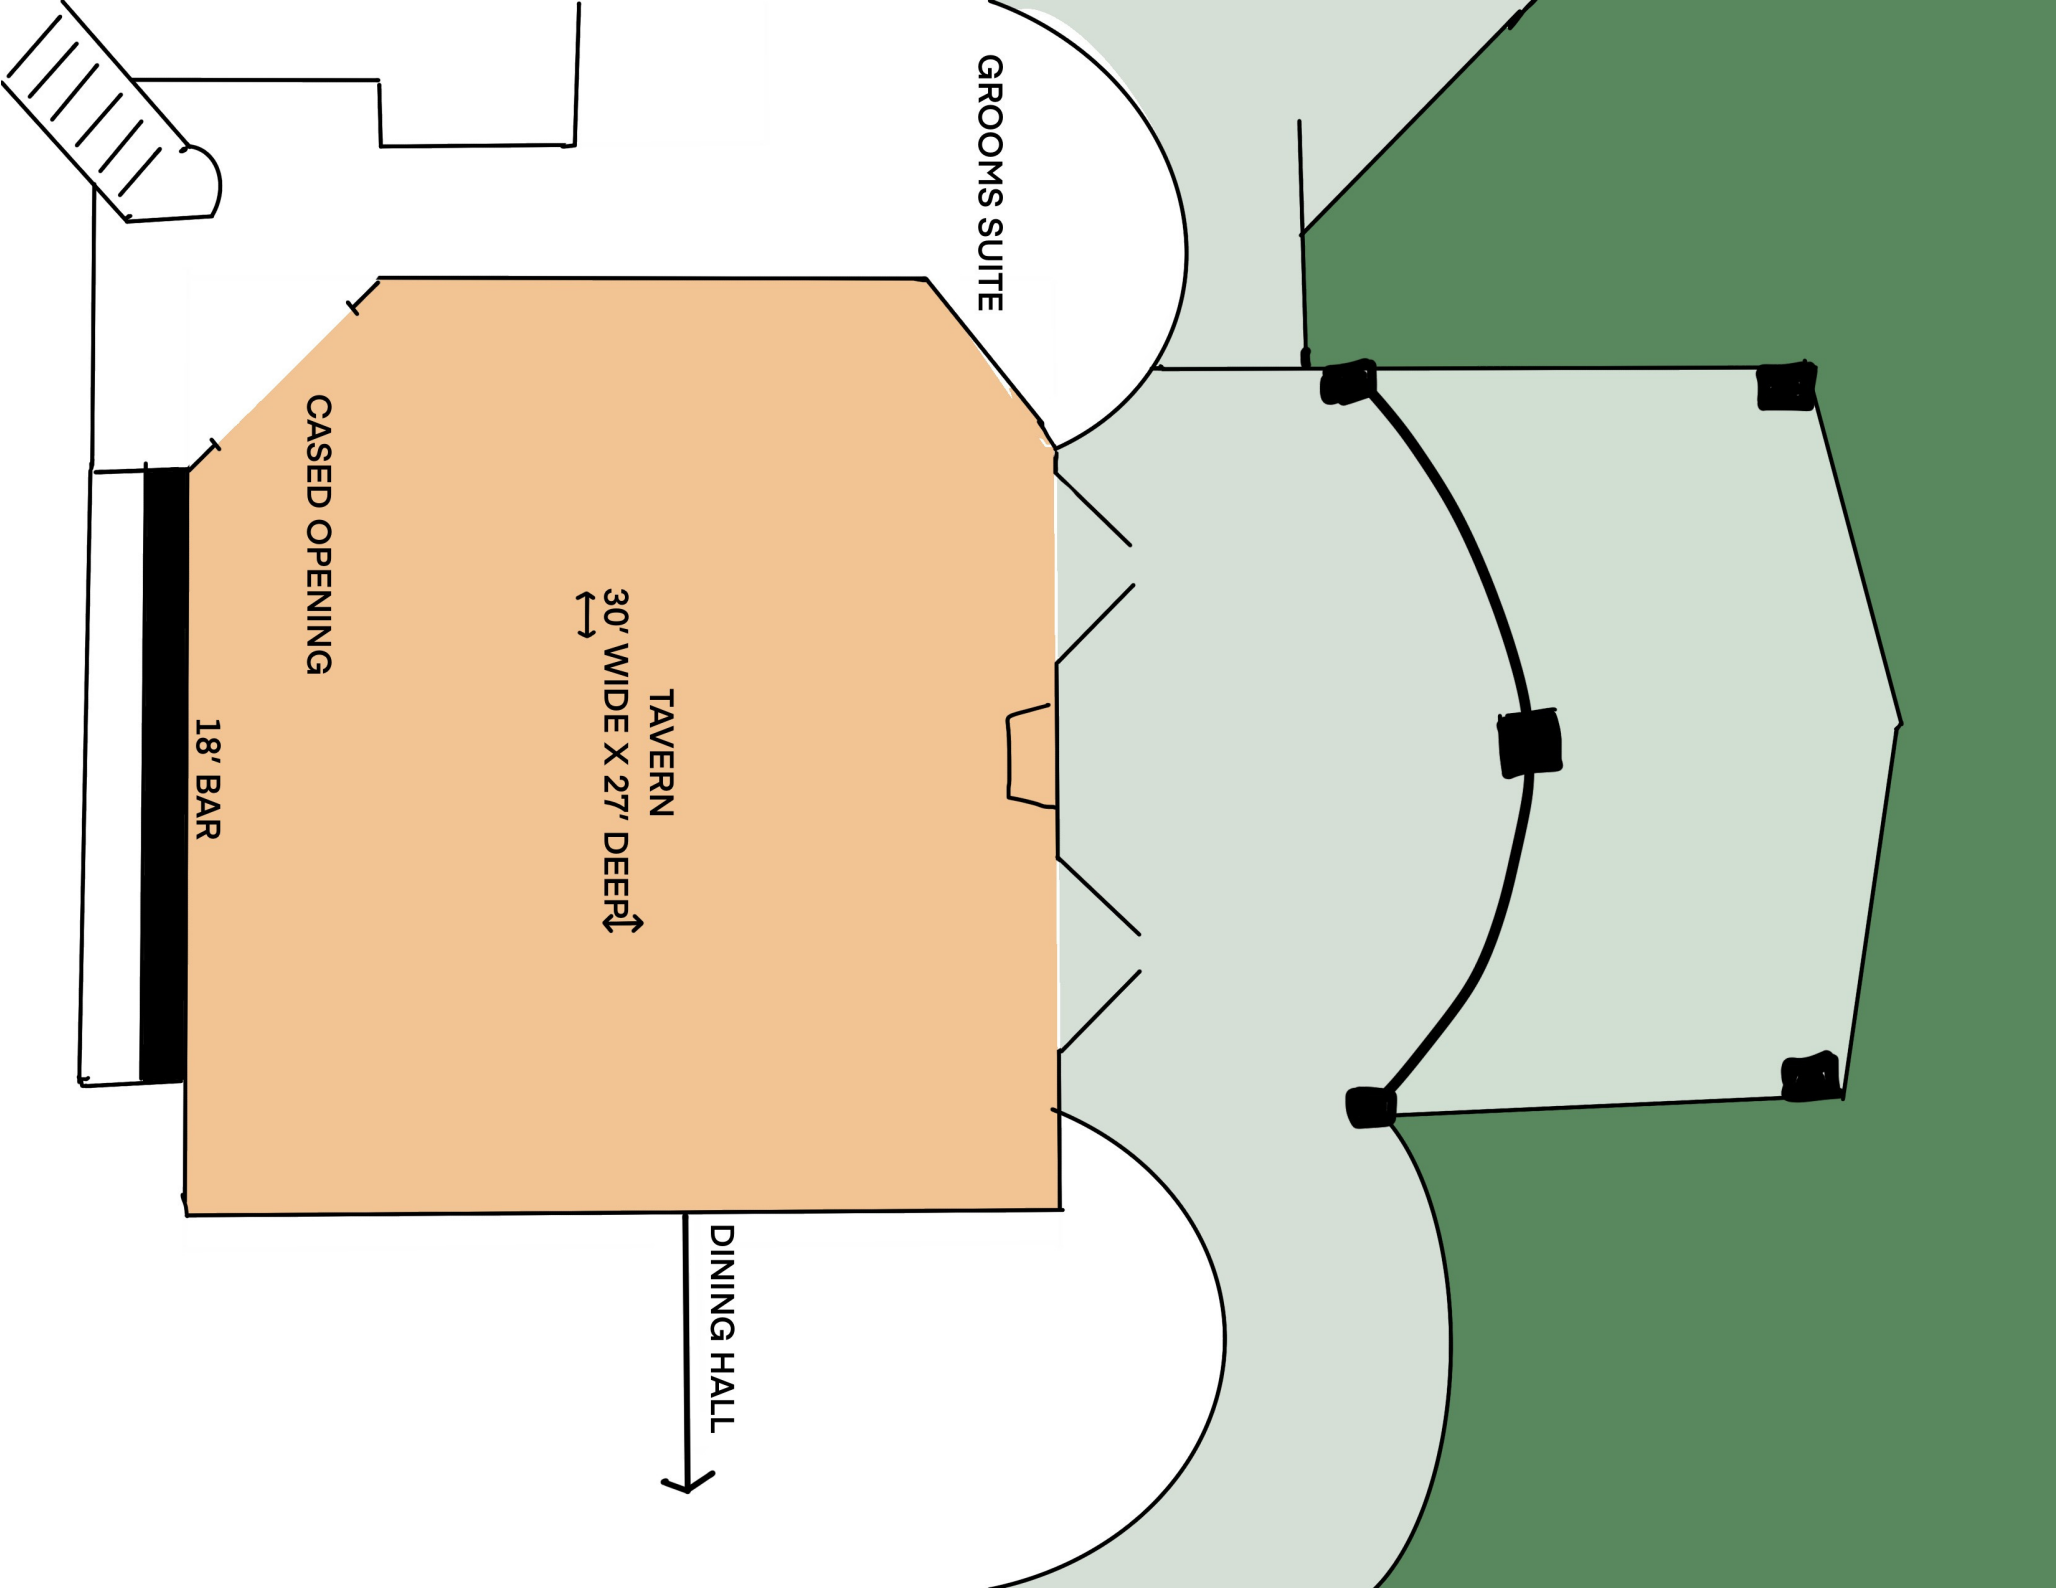 GROOMS SUITE
TAVERN
30' WIDE X 27' DEEP
CASED OPENING
18' BAR
DINING HALL